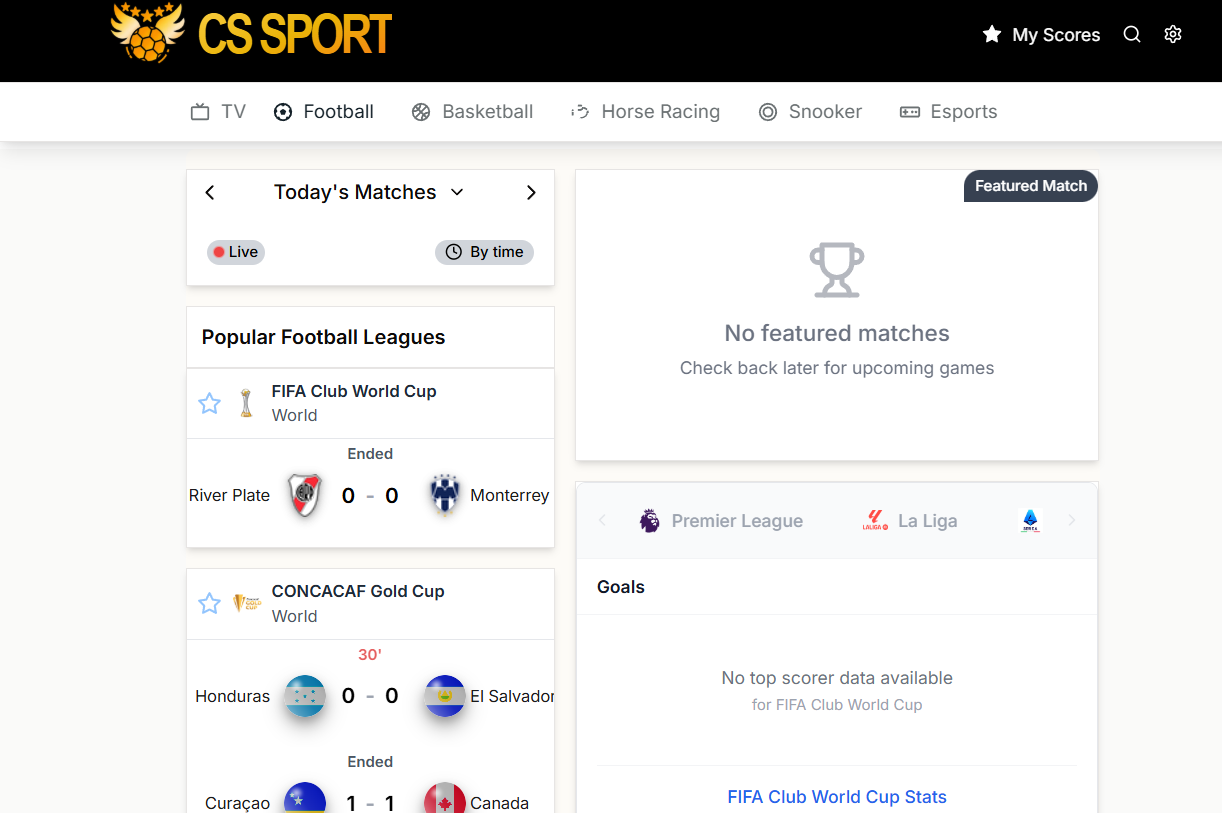 CS SPORT
My Scores
TV
Football
Basketball
Horse Racing
Snooker
Esports
Today's Matches
Live
By time
Popular Football Leagues
FIFA Club World Cup
World
Ended
River Plate
0 - 0
Monterrey
CONCACAF Gold Cup
World
30'
Honduras
0 - 0
El Salvador
Ended
Curaçao
1 - 1
Canada
Featured Match
No featured matches
Check back later for upcoming games
Premier League
LALIGA
La Liga
Goals
No top scorer data available
for FIFA Club World Cup
FIFA Club World Cup Stats